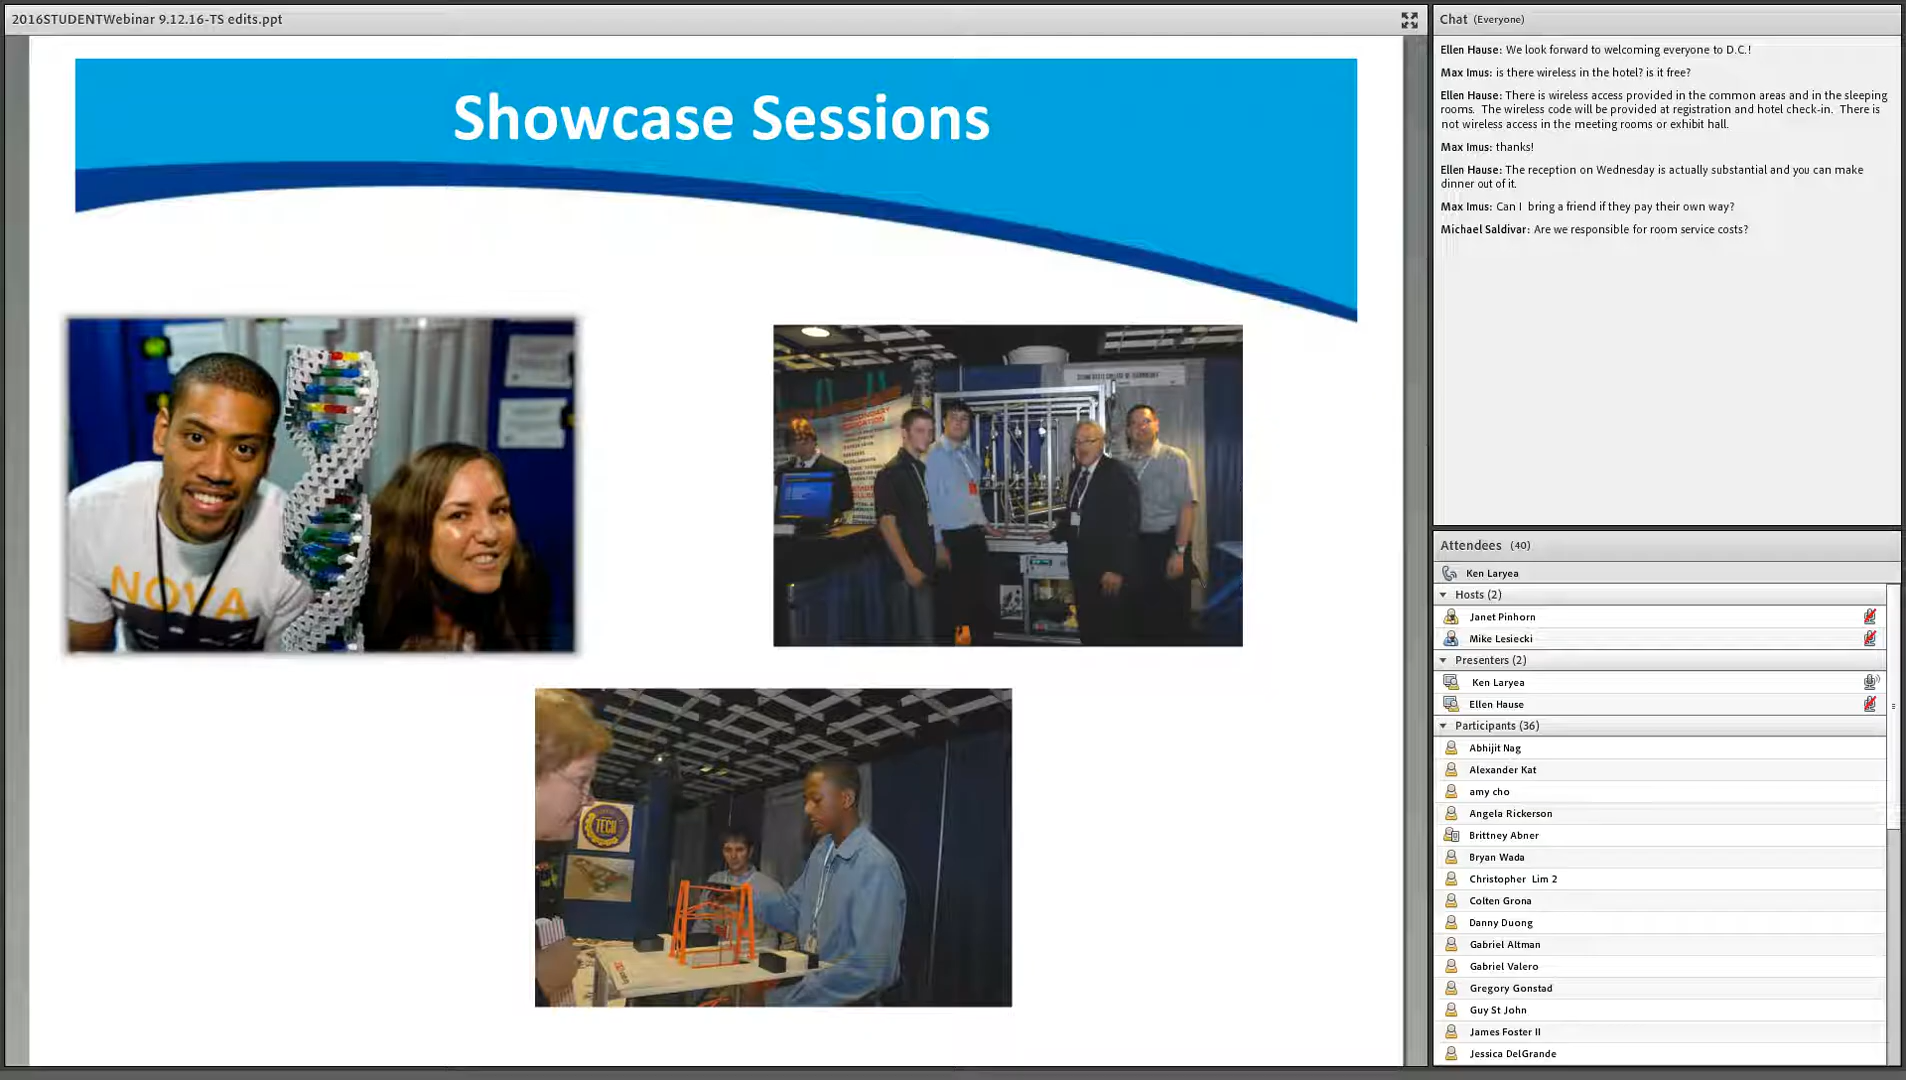 2016STUDENTWebinar 9.12.16-TS edits.ppt
Showcase Sessions
NOVA
TECH
Chat (Everyone)
Ellen Hause: We look forward to welcoming everyone to D.C.!
Max Imus: is there wireless in the hotel? is it free?
Ellen Hause: There is wireless access provided in the common areas and in the sleeping
rooms.  The wireless code will be provided at registration and hotel check-in.  There is
not wireless access in the meeting rooms or exhibit hall.
Max Imus: thanks!
Ellen Hause: The reception on Wednesday is actually substantial and you can make
dinner out of it.
Max Imus: Can I  bring a friend if they pay their own way?
Michael Saldivar: Are we responsible for room service costs?
Attendees (40)
Ken Laryea
Hosts (2)
Janet Pinhorn
Mike Lesiecki
Presenters (2)
Ken Laryea
Ellen Hause
Participants (36)
Abhijit Nag
Alexander Kat
amy cho
Angela Rickerson
Brittney Abner
Bryan Wada
Christopher  Lim 2
Colten Grona
Danny Duong
Gabriel Altman
Gabriel Valero
Gregory Gonstad
Guy St John
James Foster II
Jessica DelGrande